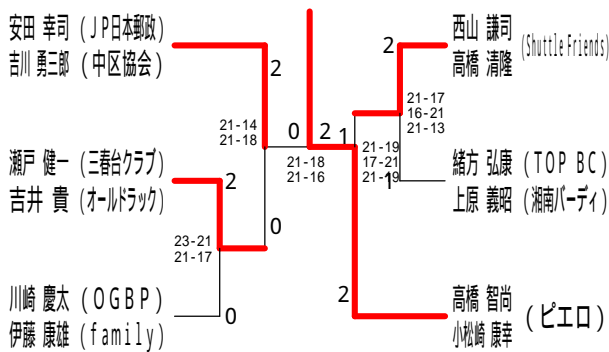 安田 幸司 (ＪＰ日本郵政)
吉川 勇三郎 (中区協会)
2
21-14
21-18
瀬戸 健一 (三春台クラブ)
吉井 貴 (オールドラック)
2
0
23-21
21-17
川崎 慶太 (ＯＧＢＰ)
伊藤 康雄 (family)
0
0
2
21-18
21-16
西山 謙司
高橋 清隆
(Shuttle Friends)
2
21-17
16-21
21-13
1
21-19
17-21
21-19
緒方 弘康 (TOP BC)
上原 義昭 (湘南バーディ)
1
2
高橋 智尚
小松崎 康幸
(ピエロ)